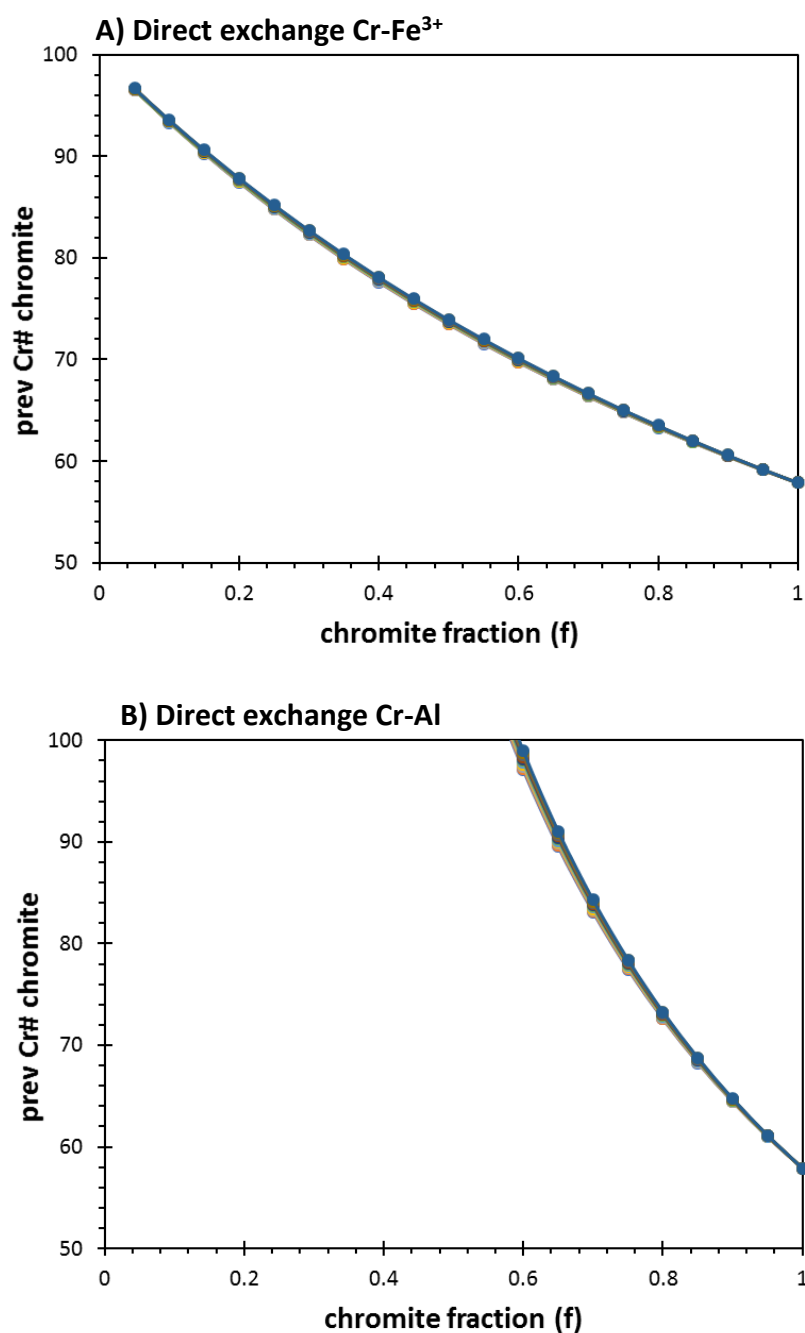 A) Direct exchange Cr-Fe³⁺
100
90
80
70
60
50
prev Cr# chromite
0 0.2 0.4 0.6 0.8 1
chromite fraction (f)
B) Direct exchange Cr-Al
100
90
80
70
60
50
prev Cr# chromite
0 0.2 0.4 0.6 0.8 1
chromite fraction (f)